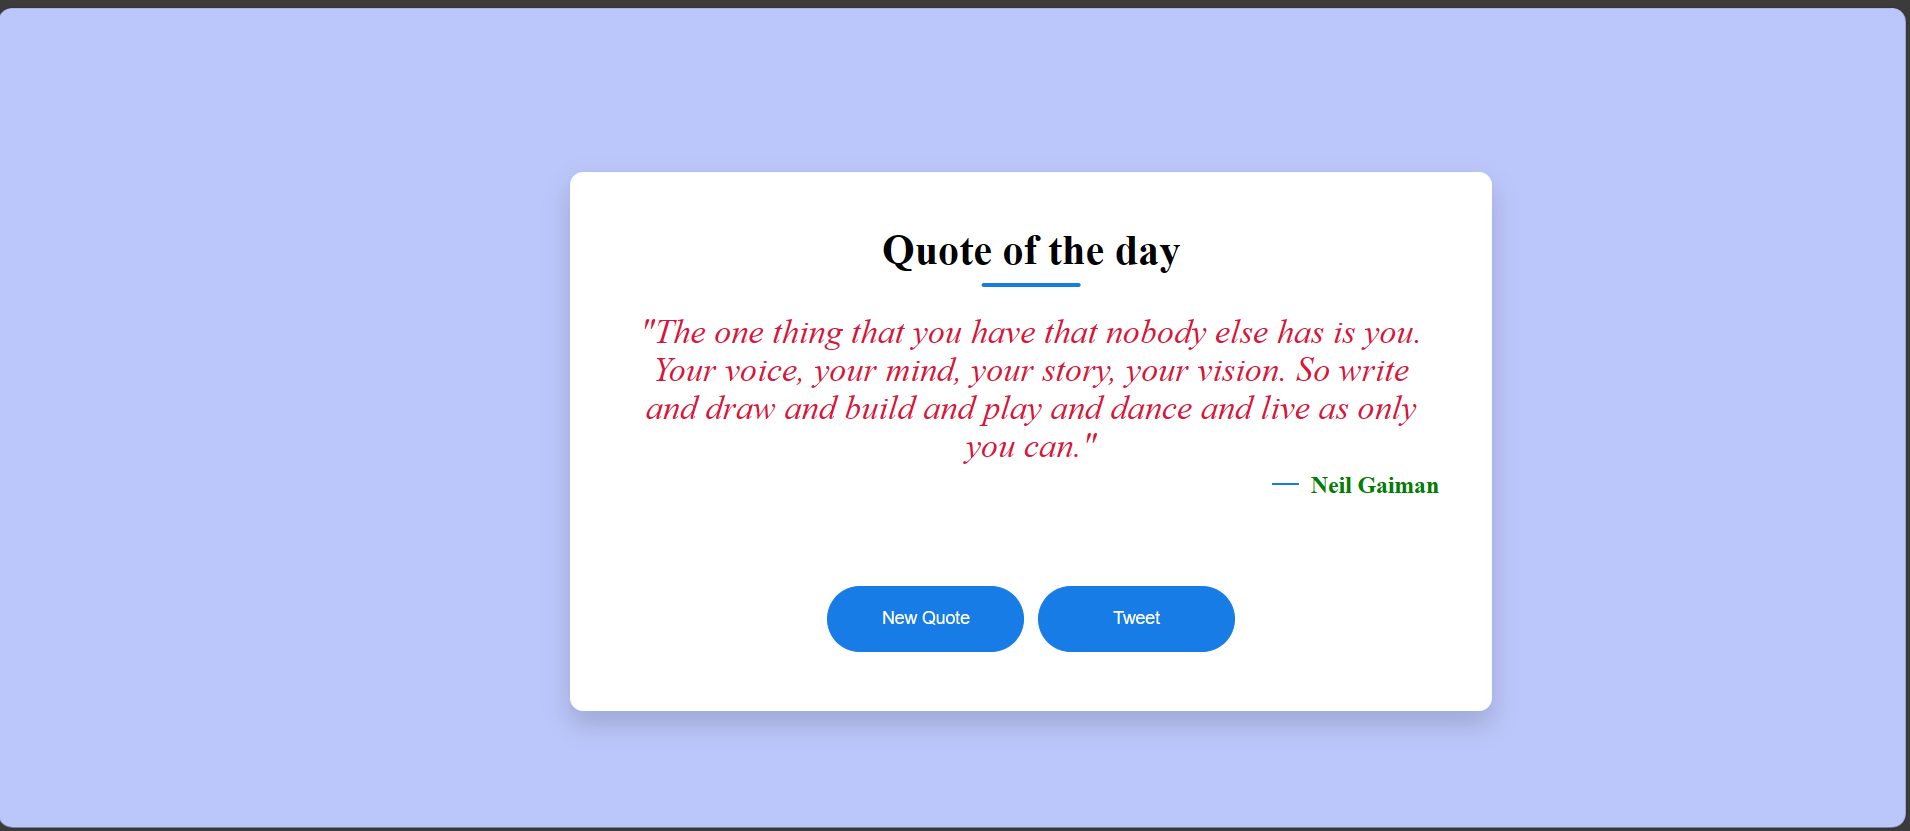 Quote of the day
"The one thing that you have that nobody else has is you.
Your voice, your mind, your story, your vision. So write
and draw and build and play and dance and live as only
you can."
— Neil Gaiman
New Quote
Tweet